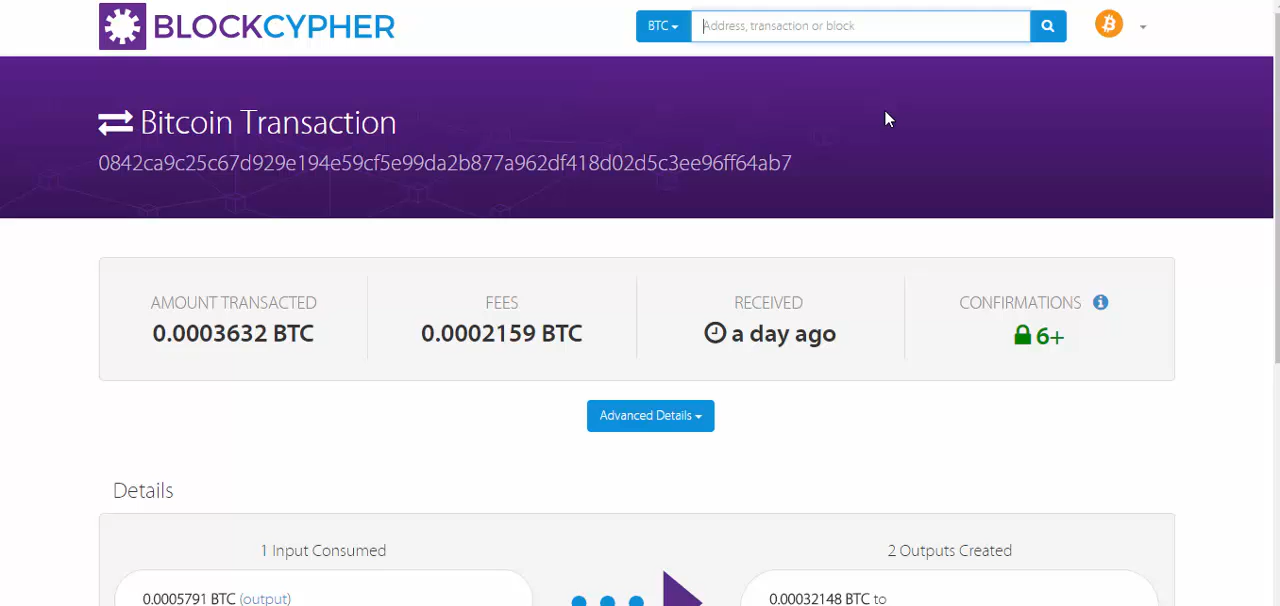 BLOCKCYPHER
BTC
Address, transaction or block
Bitcoin Transaction
0842ca9c25c67d929e194e59cf5e99da2b877a962df418d02d5c3ee96ff64ab7
AMOUNT TRANSACTED
0.0003632 BTC
FEES
0.0002159 BTC
RECEIVED
a day ago
CONFIRMATIONS
6+
Advanced Details
Details
1 Input Consumed
0.0005791 BTC (output)
2 Outputs Created
0.00032148 BTC to